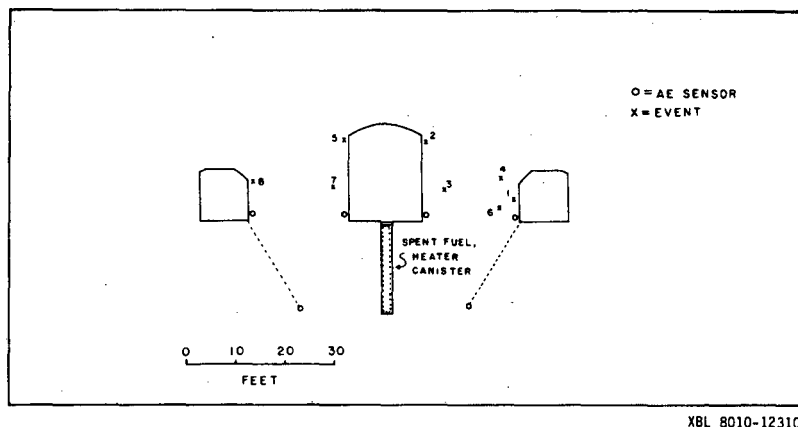 O = AE SENSOR
X = EVENT
5 x
x 2
4
x
x 8
7
x
x 3
1
x
6 x
SPENT FUEL,
HEATER
CANISTER
0 10 20 30
FEET
XBL 8010-12310